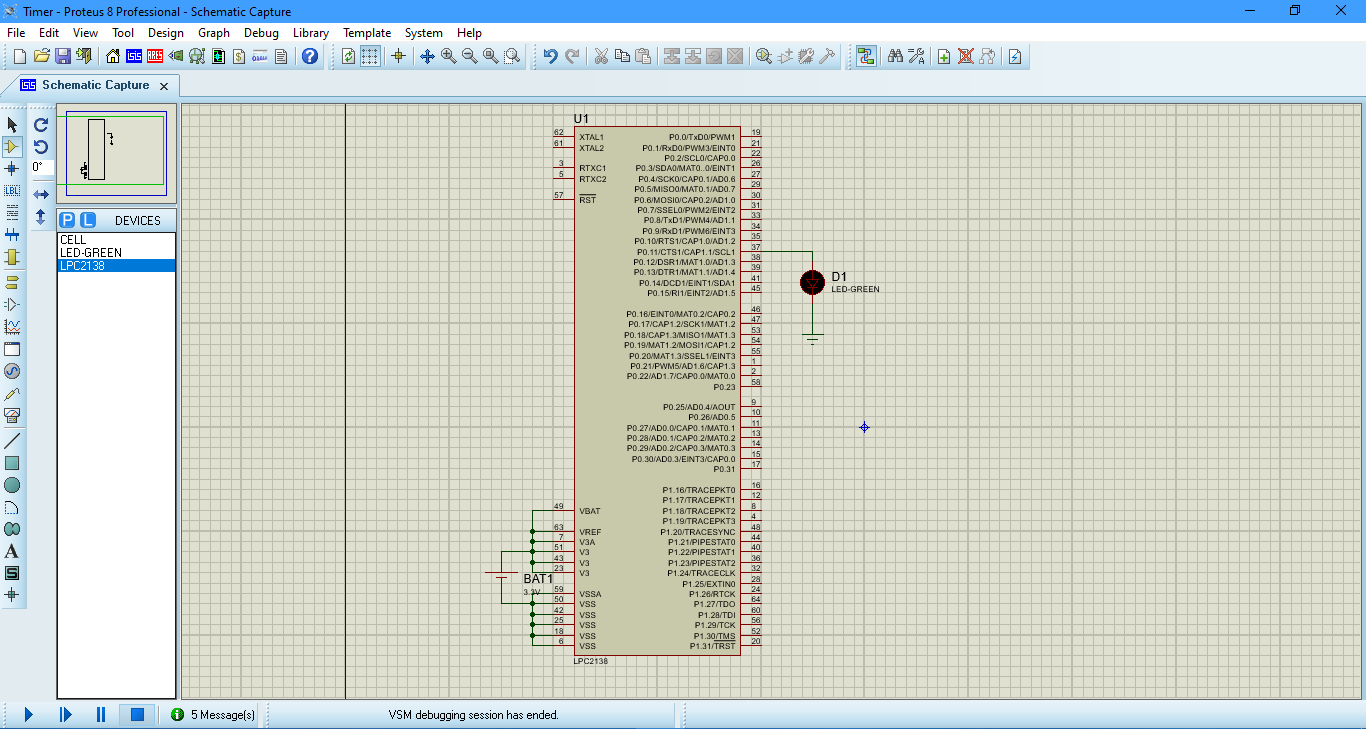 Timer - Proteus 8 Professional - Schematic Capture
File Edit View Tool Design Graph Debug Library Template System Help
Schematic Capture
0°
P L DEVICES
CELL
LED-GREEN
LPC2138
U1
62 XTAL1 P0.0/TxD0/PWM1 19
61 XTAL2 P0.1/RxD0/PWM3/EINT0 21
P0.2/SCL0/CAP0.0 22
3 RTXC1 P0.3/SDA0/MAT0..0/EINT1 26
5 RTXC2 P0.4/SCK0/CAP0.1/AD0.6 27
P0.5/MISO0/MAT0.1/AD0.7 29
57 RST P0.6/MOSI0/CAP0.2/AD1.0 30
P0.7/SSEL0/PWM2/EINT2 31
P0.8/TxD1/PWM4/AD1.1 33
P0.9/RxD1/PWM6/EINT3 34
P0.10/RTS1/CAP1.0/AD1.2 35
P0.11/CTS1/CAP1.1/SCL1 37
P0.12/DSR1/MAT1.0/AD1.3 38
P0.13/DTR1/MAT1.1/AD1.4 39
P0.14/DCD1/EINT1/SDA1 41
P0.15/RI1/EINT2/AD1.5 45
D1
LED-GREEN
P0.16/EINT0/MAT0.2/CAP0.2 46
P0.17/CAP1.2/SCK1/MAT1.2 47
P0.18/CAP1.3/MISO1/MAT1.3 53
P0.19/MAT1.2/MOSI1/CAP1.2 54
P0.20/MAT1.3/SSEL1/EINT3 55
P0.21/PWM5/AD1.6/CAP1.3 1
P0.22/AD1.7/CAP0.0/MAT0.0 2
P0.23 58
P0.25/AD0.4/AOUT 9
P0.26/AD0.5 10
P0.27/AD0.0/CAP0.1/MAT0.1 11
P0.28/AD0.1/CAP0.2/MAT0.2 13
P0.29/AD0.2/CAP0.3/MAT0.3 14
P0.30/AD0.3/EINT3/CAP0.0 15
P0.31 17
P1.16/TRACEPKT0 16
P1.17/TRACEPKT1 12
49 VBAT P1.18/TRACEPKT2 8
P1.19/TRACEPKT3 4
63 VREF P1.20/TRACESYNC 48
7 V3A P1.21/PIPESTAT0 44
51 V3 P1.22/PIPESTAT1 40
43 V3 P1.23/PIPESTAT2 36
23 V3 P1.24/TRACECLK 32
P1.25/EXTIN0 28
59 VSSA P1.26/RTCK 24
50 VSS P1.27/TDO 64
42 VSS P1.28/TDI 60
25 VSS P1.29/TCK 56
18 VSS P1.30/TMS 52
6 VSS P1.31/TRST 20
BAT1
3.3V
LPC2138
5 Message(s) VSM debugging session has ended.